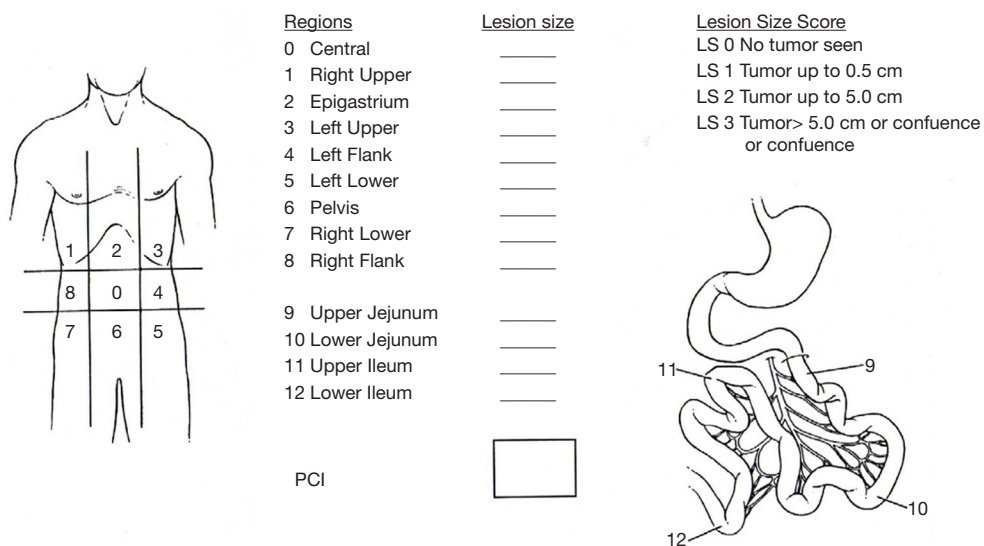 Regions
0 Central
1 Right Upper
2 Epigastrium
3 Left Upper
4 Left Flank
5 Left Lower
6 Pelvis
7 Right Lower
8 Right Flank
9 Upper Jejunum
10 Lower Jejunum
11 Upper Ileum
12 Lower Ileum
PCI
Lesion size
Lesion Size Score
LS 0 No tumor seen
LS 1 Tumor up to 0.5 cm
LS 2 Tumor up to 5.0 cm
LS 3 Tumor> 5.0 cm or confuence
or confuence
1 2 3
8 0 4
7 6 5
11
9
10
12